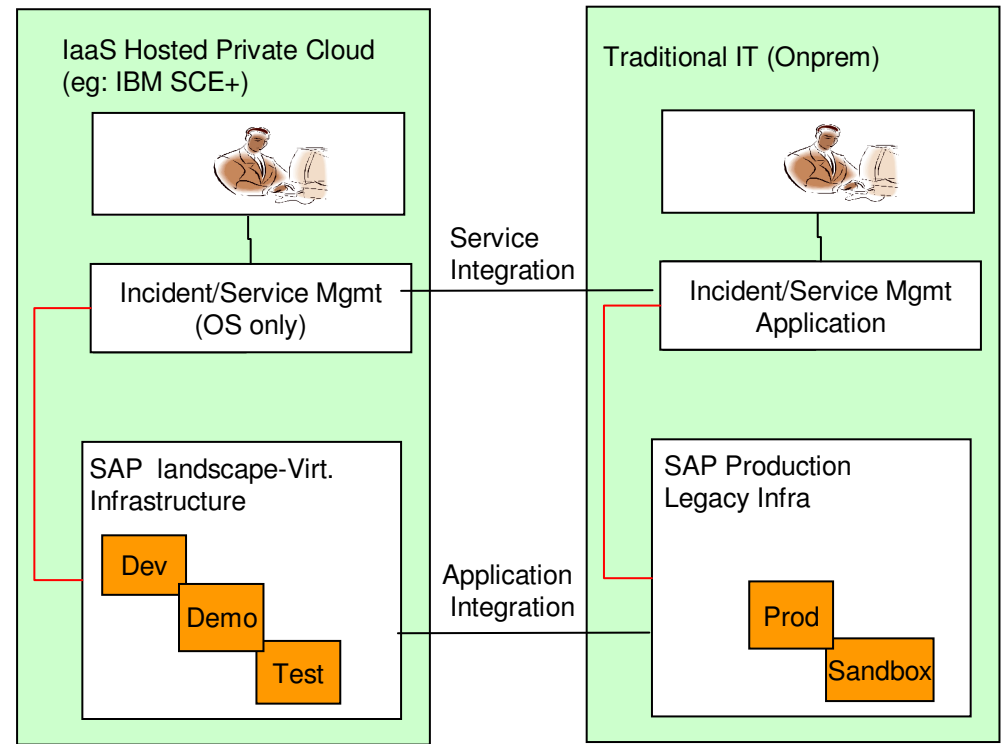 IaaS Hosted Private Cloud
(eg: IBM SCE+)
Incident/Service Mgmt
(OS only)
SAP landscape-Virt.
Infrastructure
Dev
Demo
Test
Service
Integration
Application
Integration
Traditional IT (Onprem)
Incident/Service Mgmt
Application
SAP Production
Legacy Infra
Prod
Sandbox